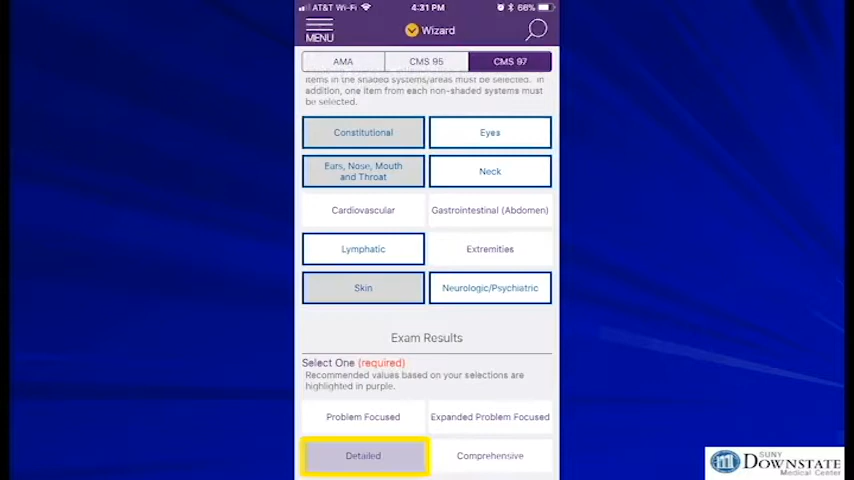 AT&T Wi-Fi 4:31 PM 66%
MENU Wizard
AMA CMS 95 CMS 97
items in the shaded systems/areas must be selected. In
addition, one item from each non-shaded systems must
be selected.
Constitutional Eyes
Ears, Nose, Mouth
and Throat
Neck
Cardiovascular Gastrointestinal (Abdomen)
Lymphatic Extremities
Skin Neurologic/Psychiatric
Exam Results
Select One (required)
Recommended values based on your selections are
highlighted in purple.
Problem Focused Expanded Problem Focused
Detailed Comprehensive
SUNY
DOWNSTATE
Medical Center